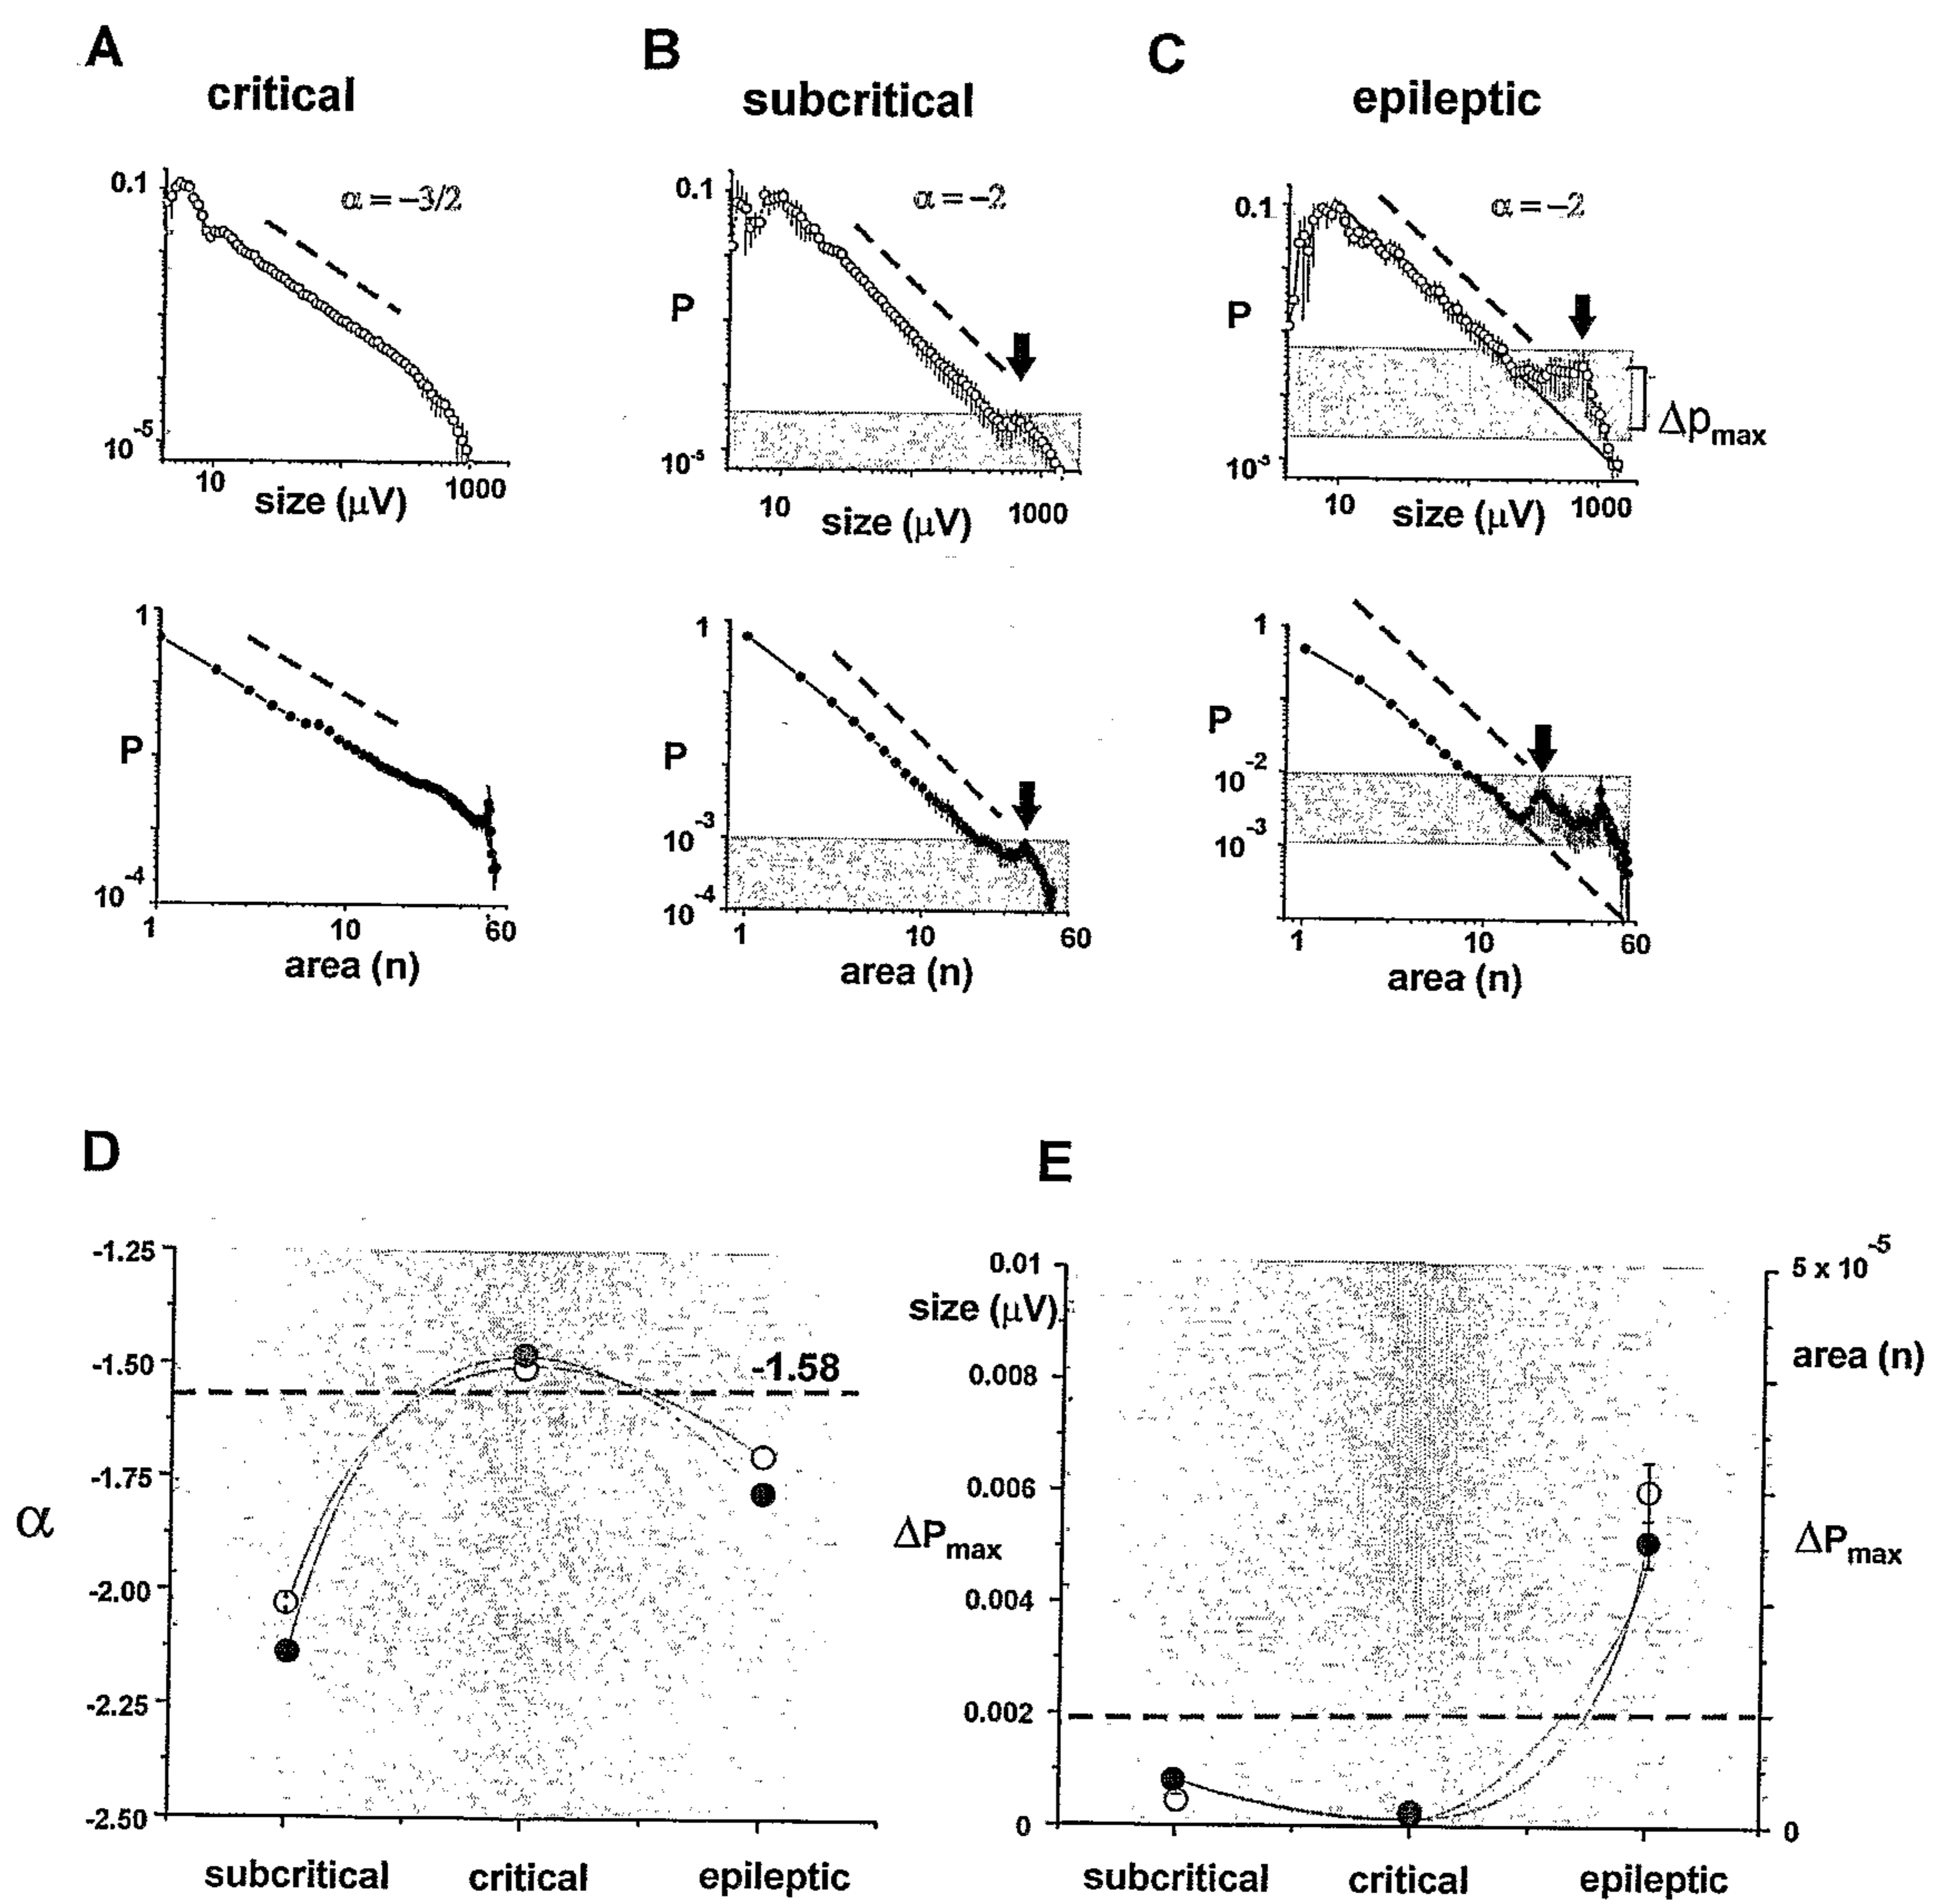 A
critical
0.1
α = –3/2
10⁻⁵
10
1000
size (μV)
1
P
10⁻⁴
1
10
60
area (n)
B
subcritical
0.1
α = –2
P
10⁻⁵
10
1000
size (μV)
1
P
10⁻³
10⁻⁴
1
10
60
area (n)
C
epileptic
0.1
α = –2
P
Δpmax
10
1000
size (μV)
1
P
10⁻²
10⁻³
1
10
60
area (n)
D
-1.25
-1.50
-1.58
-1.75
α
-2.00
-2.25
-2.50
subcritical
critical
epileptic
E
0.01
size (μV)
0.008
0.006
ΔPmax
0.004
0.002
0
5 x 10⁻⁵
area (n)
ΔPmax
0
subcritical
critical
epileptic